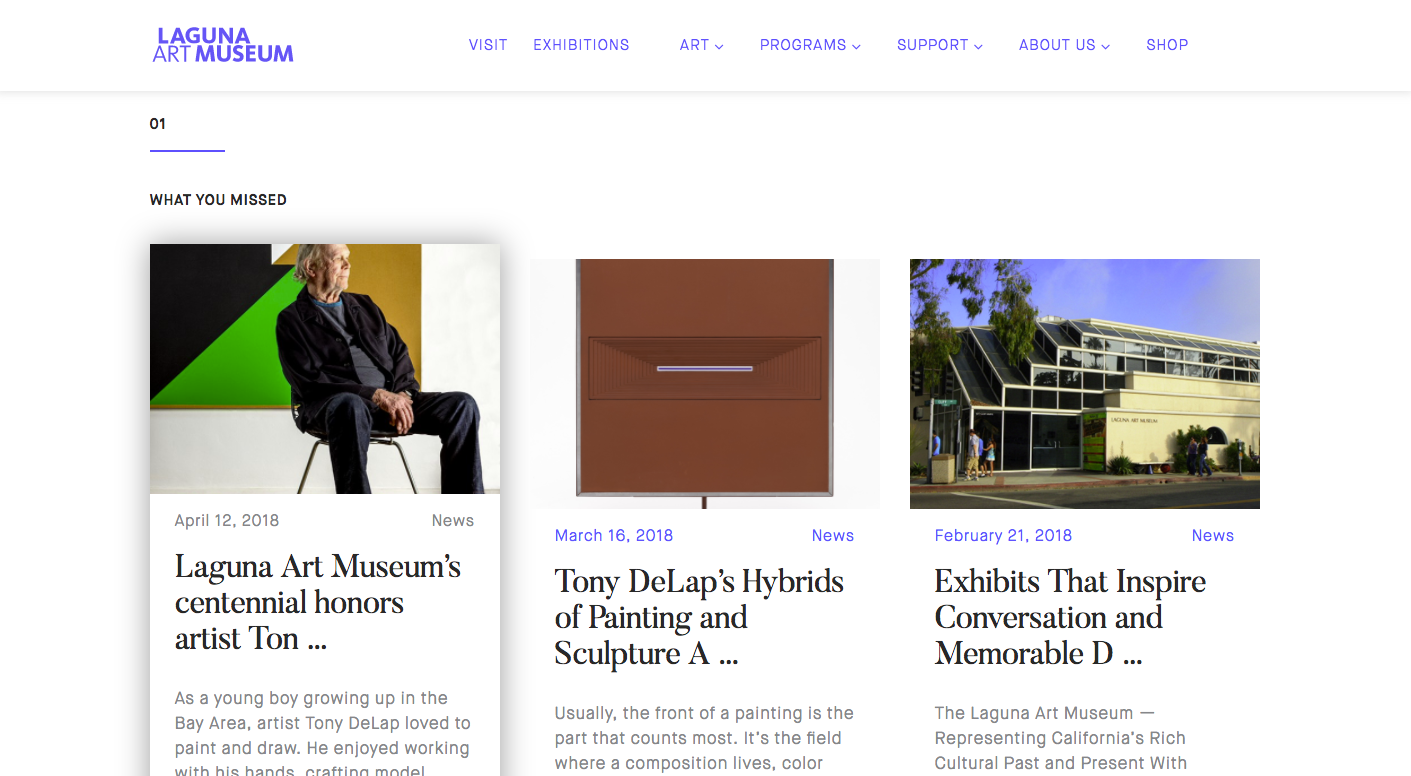 LAGUNA
ART MUSEUM
VISIT EXHIBITIONS ART PROGRAMS SUPPORT ABOUT US SHOP
01
WHAT YOU MISSED
April 12, 2018 News
Laguna Art Museum's
centennial honors
artist Ton ...
As a young boy growing up in the
Bay Area, artist Tony DeLap loved to
paint and draw. He enjoyed working
with his hands, crafting model
LAGUNA ART MUSEUM
March 16, 2018 News
Tony DeLap's Hybrids
of Painting and
Sculpture A ...
Usually, the front of a painting is the
part that counts most. It's the field
where a composition lives, color
February 21, 2018 News
Exhibits That Inspire
Conversation and
Memorable D ...
The Laguna Art Museum —
Representing California's Rich
Cultural Past and Present With